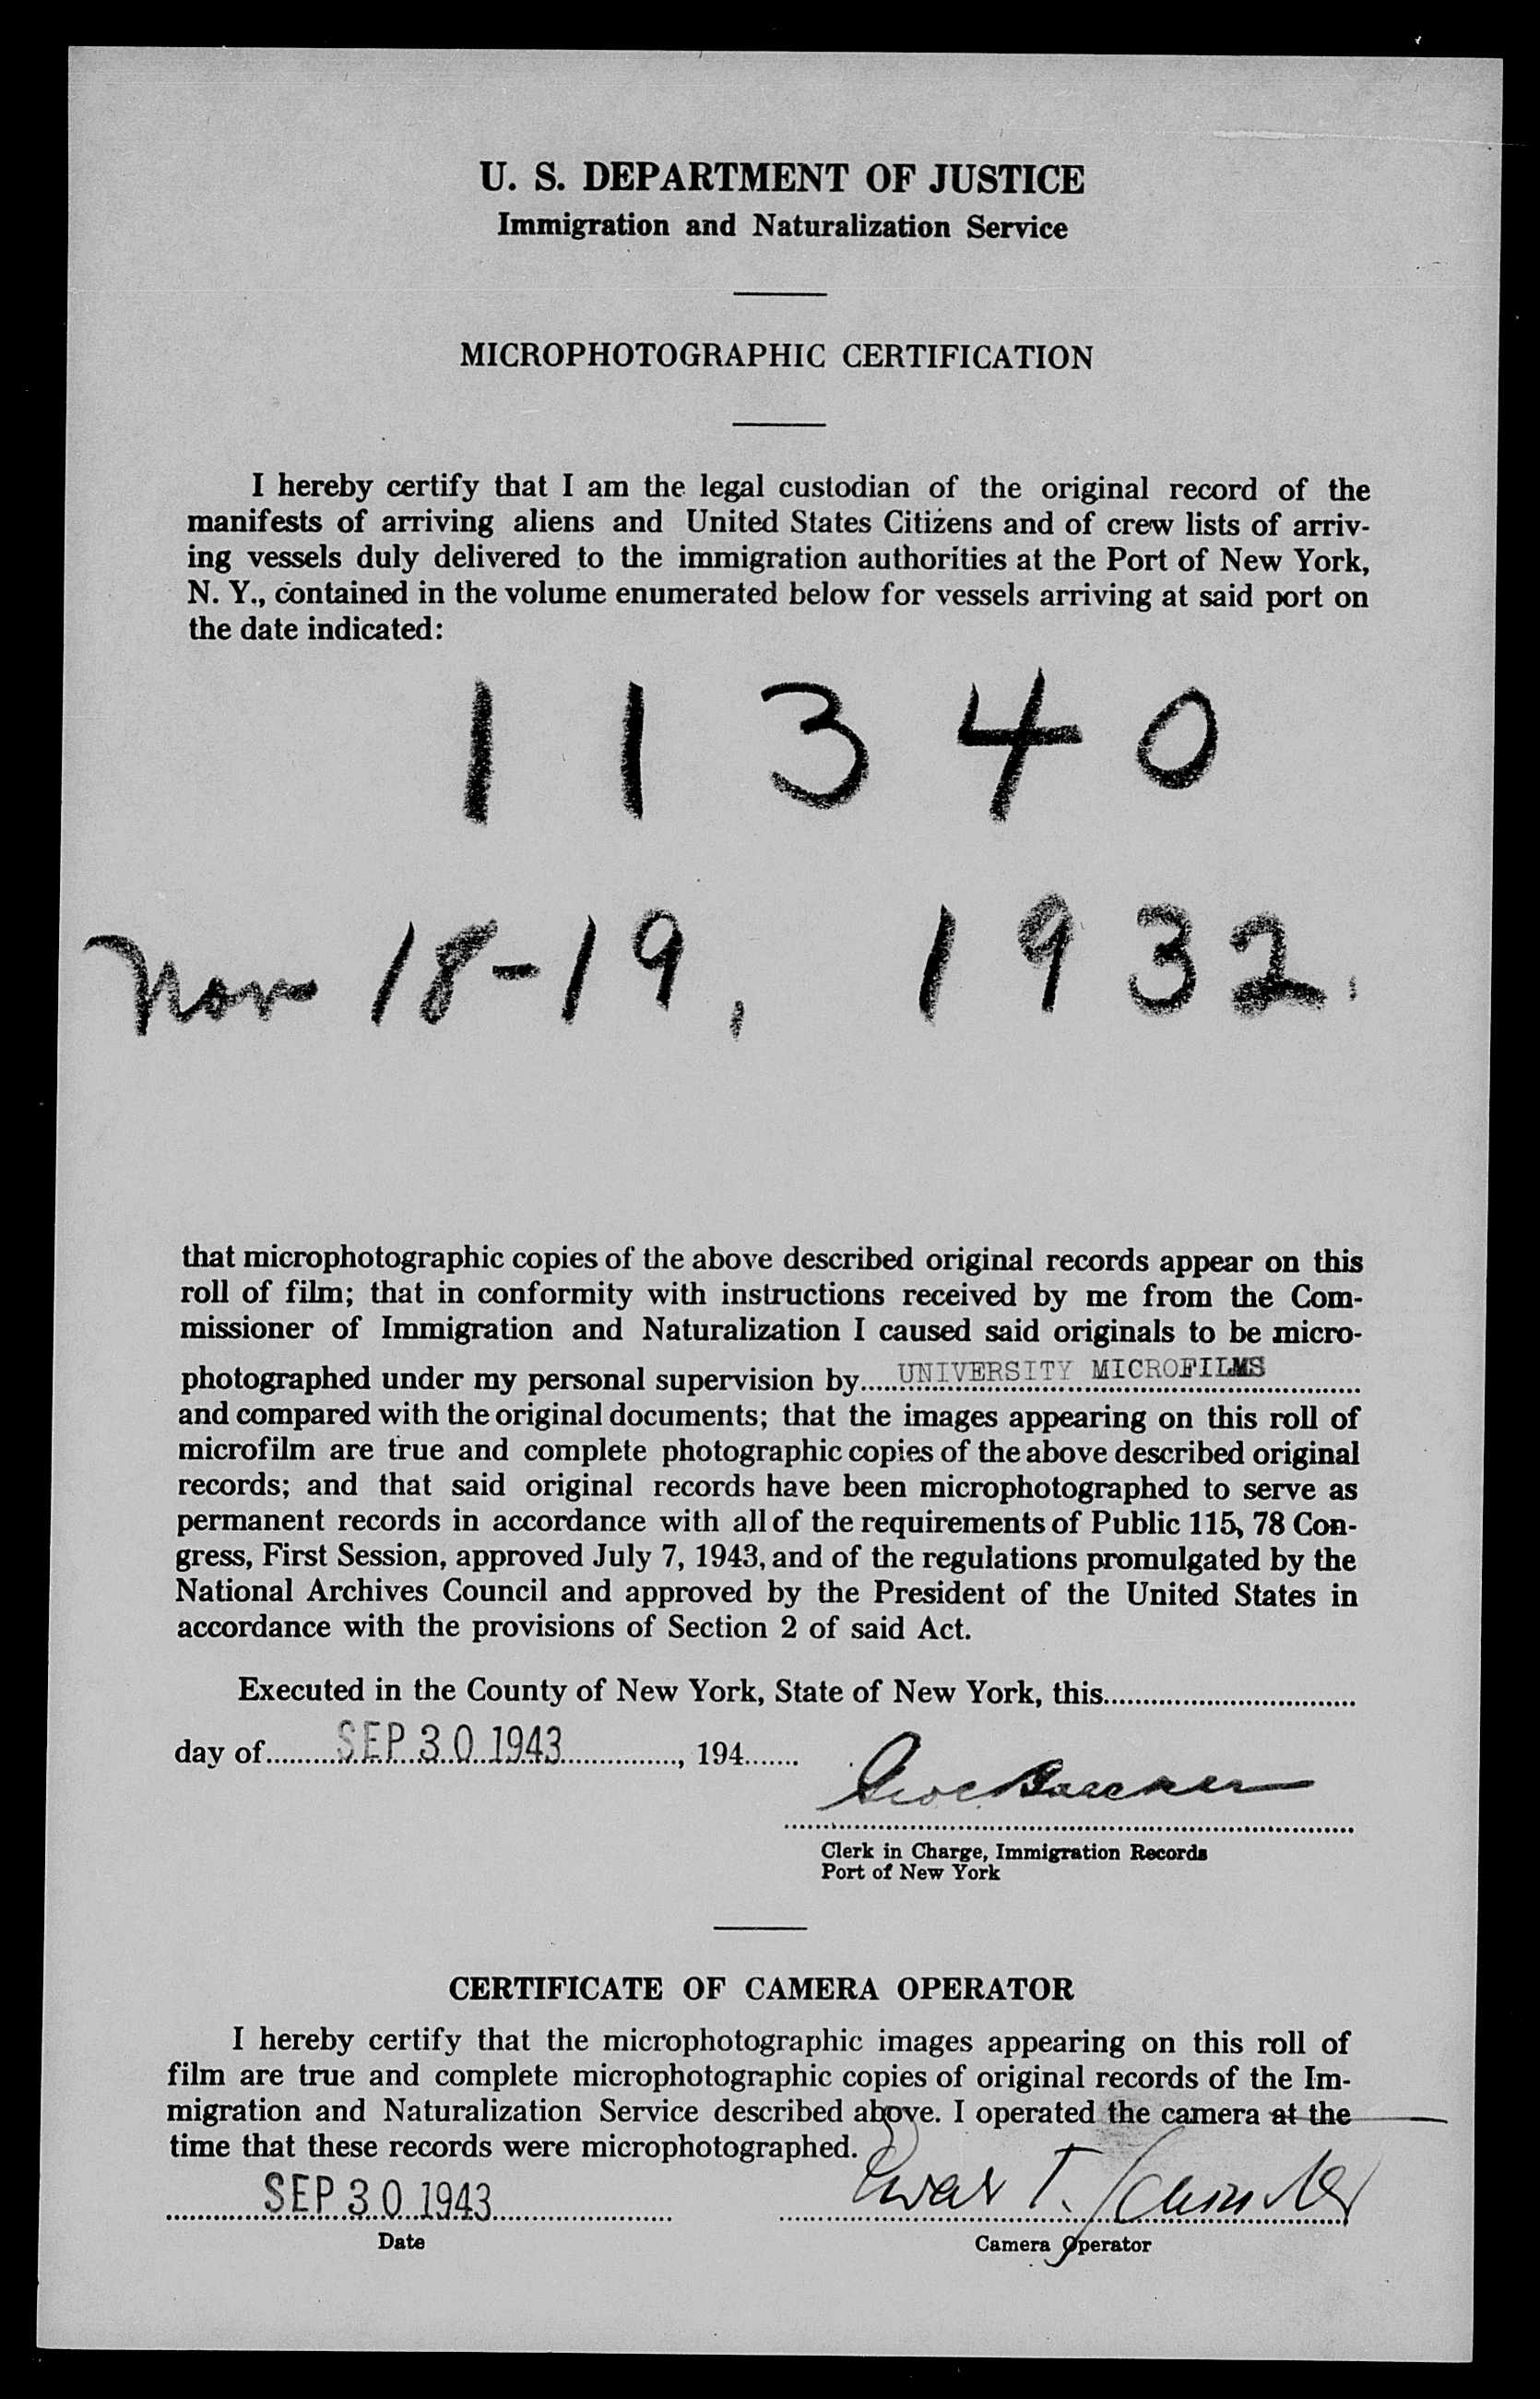 U. S. DEPARTMENT OF JUSTICE
Immigration and Naturalization Service
MICROPHOTOGRAPHIC CERTIFICATION
I hereby certify that I am the legal custodian of the original record of the
manifests of arriving aliens and United States Citizens and of crew lists of arriv-
ing vessels duly delivered to the immigration authorities at the Port of New York,
N. Y., contained in the volume enumerated below for vessels arriving at said port on
the date indicated:
11340
Nov 18-19, 1932.
that microphotographic copies of the above described original records appear on this
roll of film; that in conformity with instructions received by me from the Com-
missioner of Immigration and Naturalization I caused said originals to be micro-
photographed under my personal supervision by UNIVERSITY MICROFILMS
and compared with the original documents; that the images appearing on this roll of
microfilm are true and complete photographic copies of the above described original
records; and that said original records have been microphotographed to serve as
permanent records in accordance with all of the requirements of Public 115, 78 Con-
gress, First Session, approved July 7, 1943, and of the regulations promulgated by the
National Archives Council and approved by the President of the United States in
accordance with the provisions of Section 2 of said Act.
Executed in the County of New York, State of New York, this
day of SEP 30 1943, 194
Clerk in Charge, Immigration Records
Port of New York
CERTIFICATE OF CAMERA OPERATOR
I hereby certify that the microphotographic images appearing on this roll of
film are true and complete microphotographic copies of original records of the Im-
migration and Naturalization Service described above. I operated the camera at the
time that these records were microphotographed.
SEP 30 1943 T.
Date Camera Operator